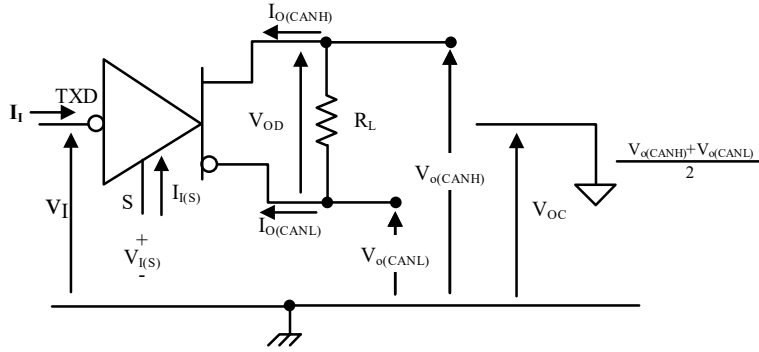 I_O(CANH)
TXD
I_I
V_OD
R_L
V_o(CANH)
V_o(CANH)+V_o(CANL)
2
V_I
S
I_I(S)
V_OC
I_O(CANL)
+
V_I(S)
-
V_o(CANL)